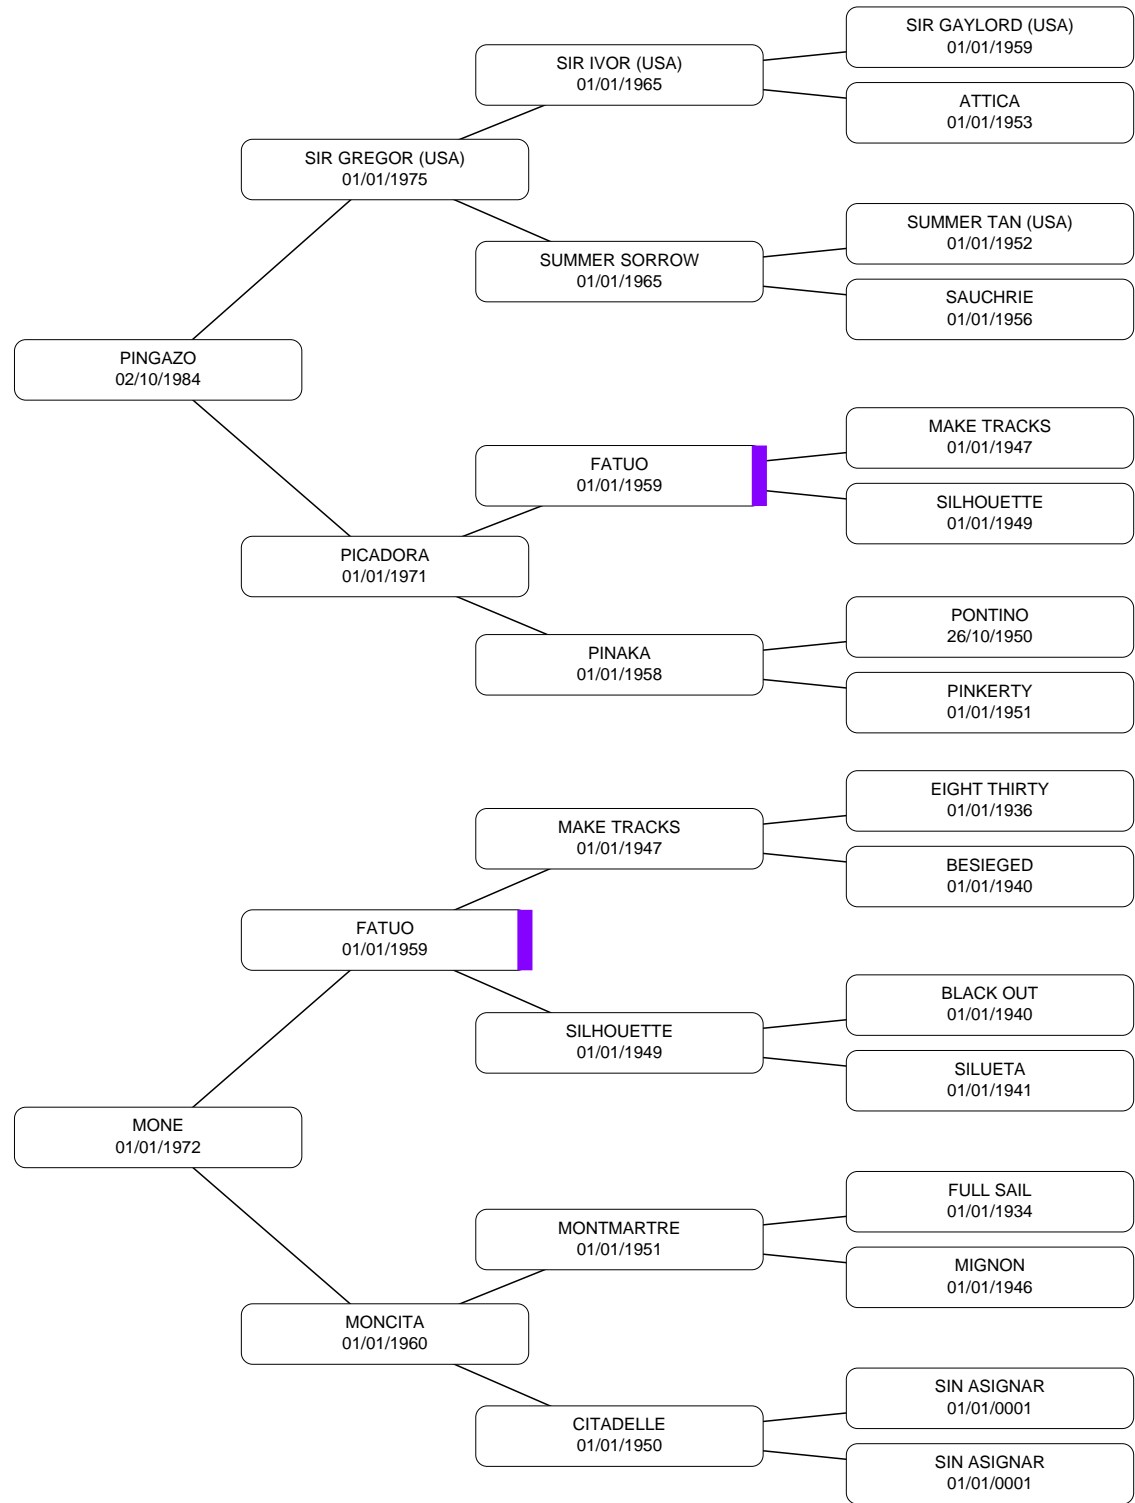 SIR GAYLORD (USA)
01/01/1959
SIR IVOR (USA)
01/01/1965
ATTICA
01/01/1953
SIR GREGOR (USA)
01/01/1975
SUMMER TAN (USA)
01/01/1952
SUMMER SORROW
01/01/1965
SAUCHRIE
01/01/1956
PINGAZO
02/10/1984
MAKE TRACKS
01/01/1947
FATUO
01/01/1959
SILHOUETTE
01/01/1949
PICADORA
01/01/1971
PONTINO
26/10/1950
PINAKA
01/01/1958
PINKERTY
01/01/1951
EIGHT THIRTY
01/01/1936
MAKE TRACKS
01/01/1947
BESIEGED
01/01/1940
FATUO
01/01/1959
BLACK OUT
01/01/1940
SILHOUETTE
01/01/1949
SILUETA
01/01/1941
MONE
01/01/1972
FULL SAIL
01/01/1934
MONTMARTRE
01/01/1951
MIGNON
01/01/1946
MONCITA
01/01/1960
SIN ASIGNAR
01/01/0001
CITADELLE
01/01/1950
SIN ASIGNAR
01/01/0001